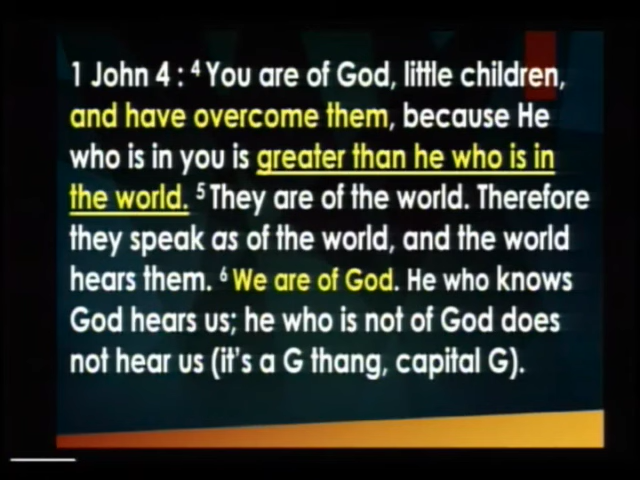 1 John 4 : ⁴ You are of God, little children,
and have overcome them, because He
who is in you is greater than he who is in
the world. ⁵ They are of the world. Therefore
they speak as of the world, and the world
hears them. ⁶ We are of God. He who knows
God hears us; he who is not of God does
not hear us (it's a G thang, capital G).